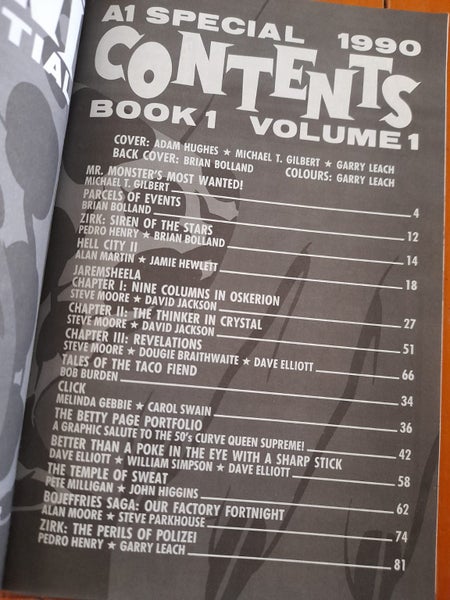 TIAL
A1 SPECIAL 1990
CONTENTS
BOOK 1 VOLUME 1
COVER: ADAM HUGHES ★ MICHAEL T. GILBERT ★ GARRY LEACH
BACK COVER: BRIAN BOLLAND COLOURS: GARRY LEACH
MR. MONSTER'S MOST WANTED!
MICHAEL T. GILBERT 4
PARCELS OF EVENTS
BRIAN BOLLAND 12
ZIRK: SIREN OF THE STARS
PEDRO HENRY ★ BRIAN BOLLAND 14
HELL CITY II
ALAN MARTIN ★ JAMIE HEWLETT 18
JAREMSHEELA
CHAPTER I: NINE COLUMNS IN OSKERION
STEVE MOORE ★ DAVID JACKSON 27
CHAPTER II: THE THINKER IN CRYSTAL
STEVE MOORE ★ DAVID JACKSON 51
CHAPTER III: REVELATIONS
STEVE MOORE ★ DOUGIE BRAITHWAITE ★ DAVE ELLIOTT 66
TALES OF THE TACO FIEND
BOB BURDEN 34
CLICK
MELINDA GEBBIE ★ CAROL SWAIN 36
THE BETTY PAGE PORTFOLIO
A GRAPHIC SALUTE TO THE 50'S CURVE QUEEN SUPREME! 42
BETTER THAN A POKE IN THE EYE WITH A SHARP STICK
DAVE ELLIOTT ★ WILLIAM SIMPSON ★ DAVE ELLIOTT 58
THE TEMPLE OF SWEAT
PETE MILLIGAN ★ JOHN HIGGINS 62
BOJEFFRIES SAGA: OUR FACTORY FORTNIGHT
ALAN MOORE ★ STEVE PARKHOUSE 74
ZIRK: THE PERILS OF POLIZEI
PEDRO HENRY ★ GARRY LEACH 81